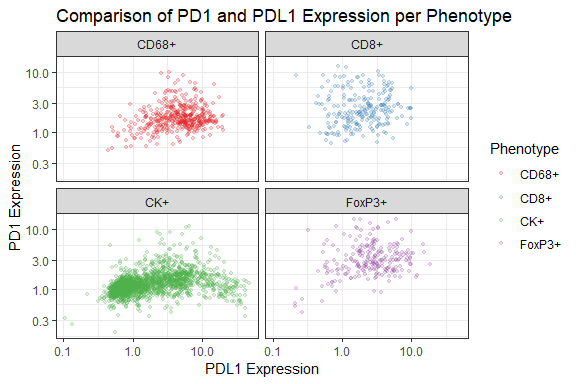 Comparison of PD1 and PDL1 Expression per Phenotype
CD68+
CD8+
10.0
3.0
1.0
0.3
CK+
FoxP3+
10.0
3.0
1.0
0.3
0.1
1.0
10.0
0.1
1.0
10.0
PD1 Expression
PDL1 Expression
Phenotype
CD68+
CD8+
CK+
FoxP3+